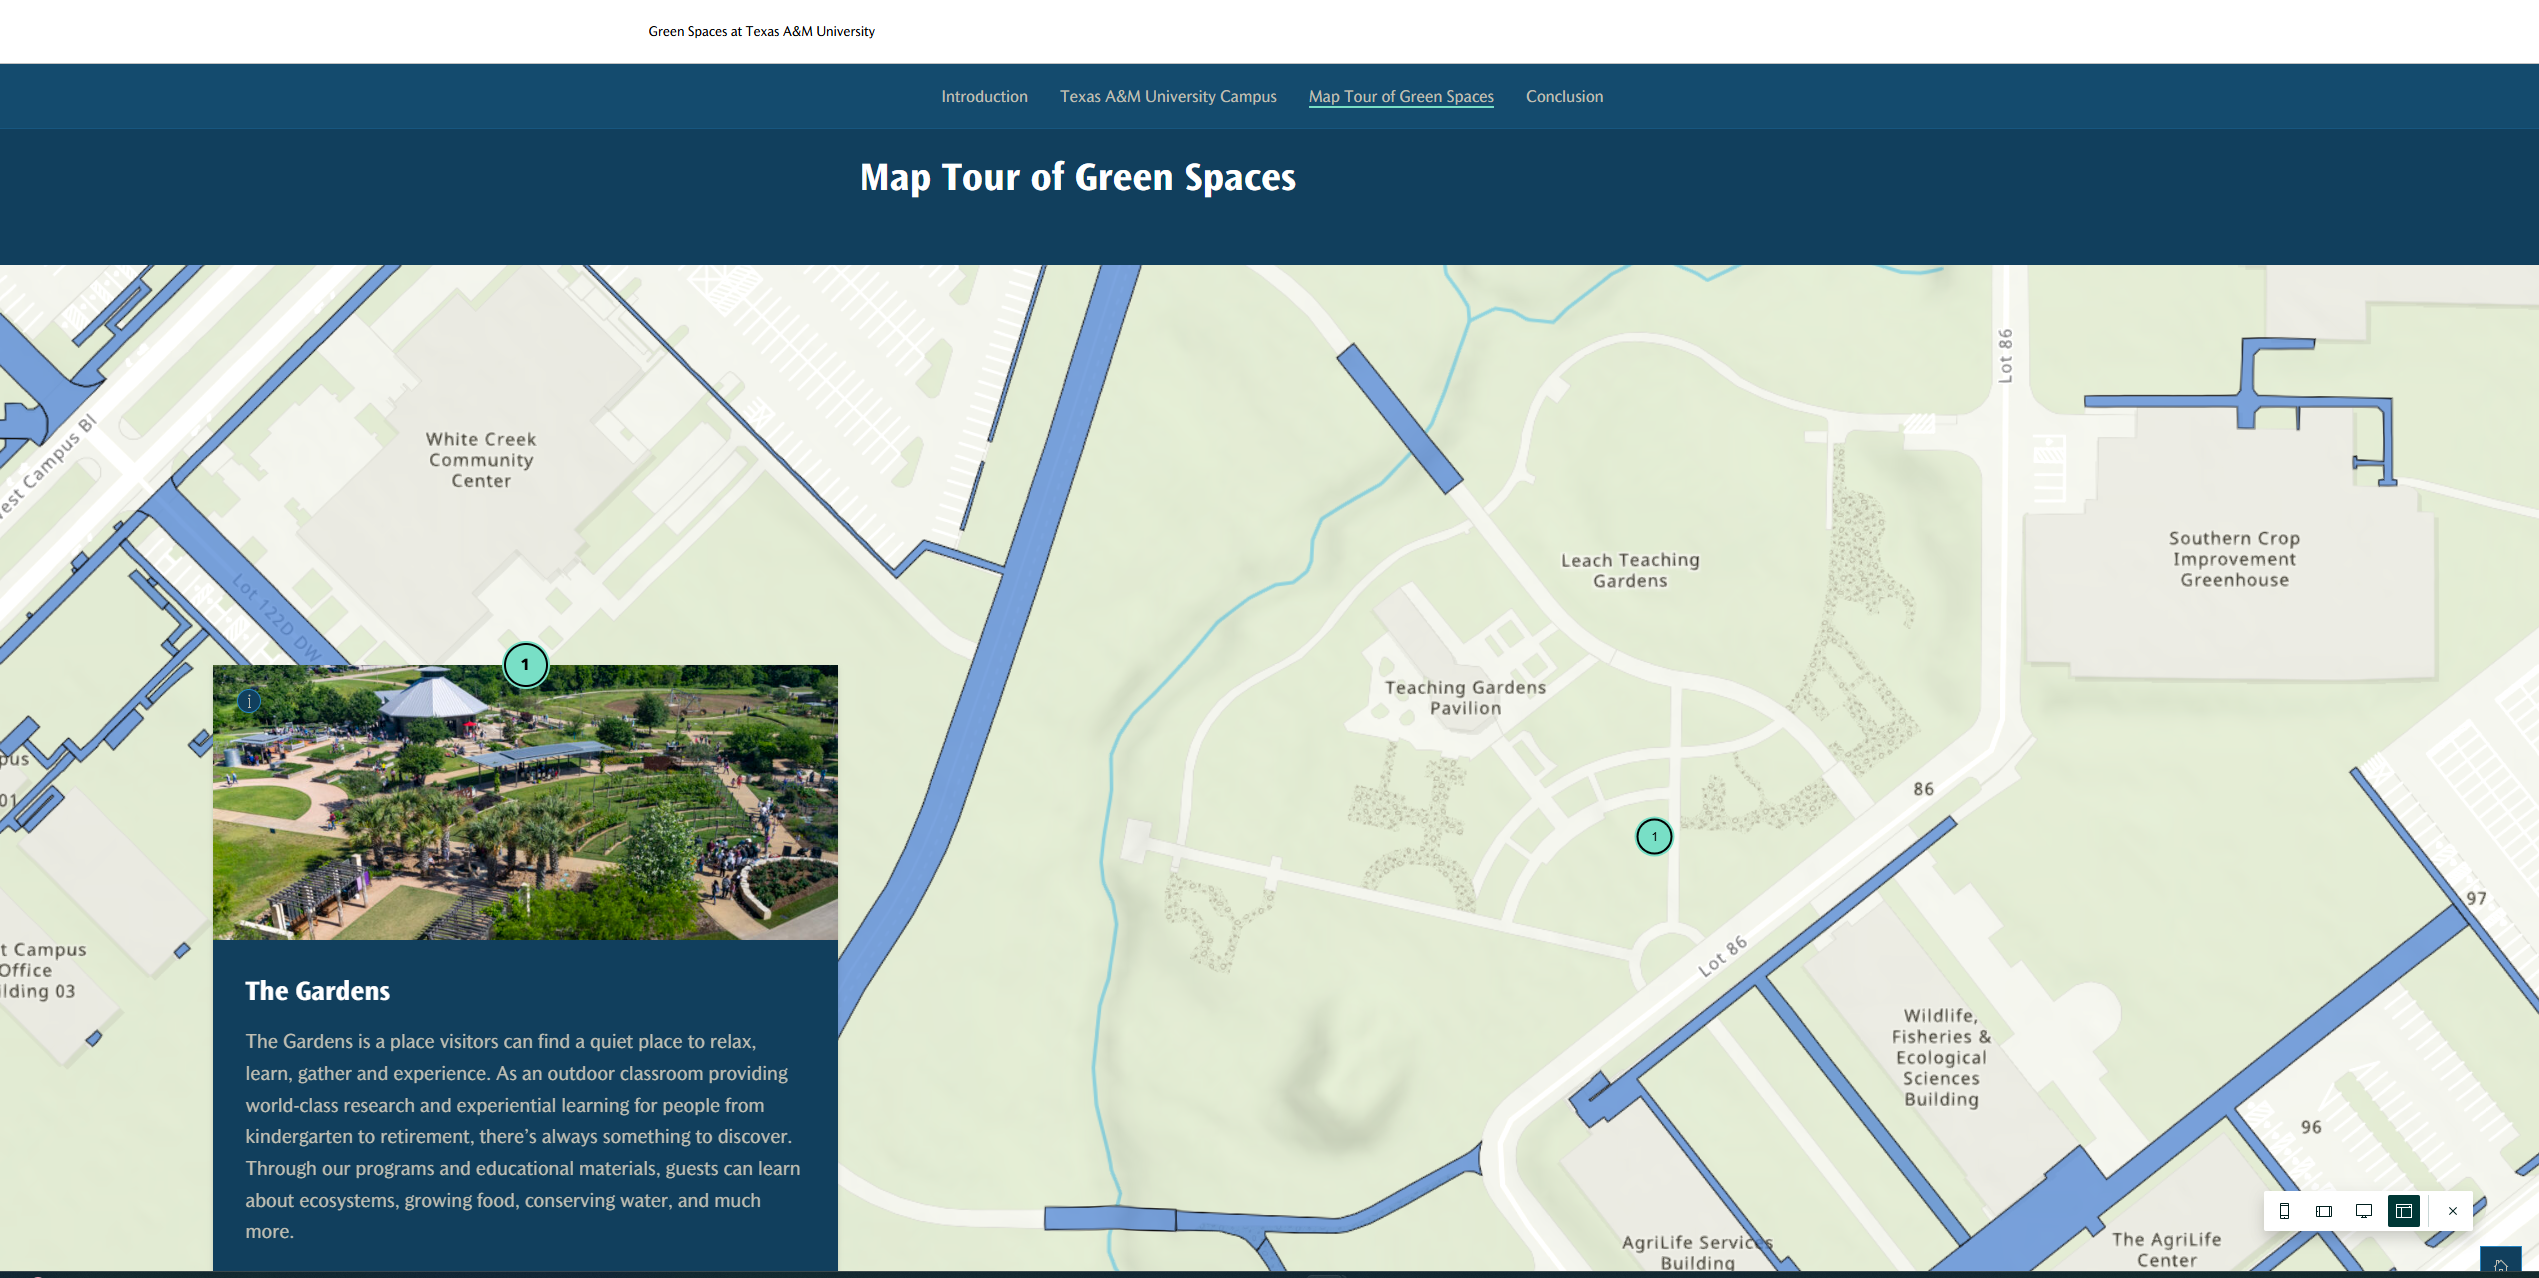 Green Spaces at Texas A&M University
Introduction
Texas A&M University Campus
Map Tour of Green Spaces
Conclusion
Map Tour of Green Spaces
White Creek
Community
Center
Lot 122D DW
Lot 86
Leach Teaching
Gardens
Southern Crop
Improvement
Greenhouse
Teaching Gardens
Pavilion
1
i
1
86
Lot 86
97
96
01
t Campus
Office
ilding 03
Wildlife,
Fisheries &
Ecological
Sciences
Building
AgriLife Services
Building
The AgriLife
Center
est Campus Bl
pus
The Gardens
The Gardens is a place visitors can find a quiet place to relax,
learn, gather and experience. As an outdoor classroom providing
world-class research and experiential learning for people from
kindergarten to retirement, there's always something to discover.
Through our programs and educational materials, guests can learn
about ecosystems, growing food, conserving water, and much
more.